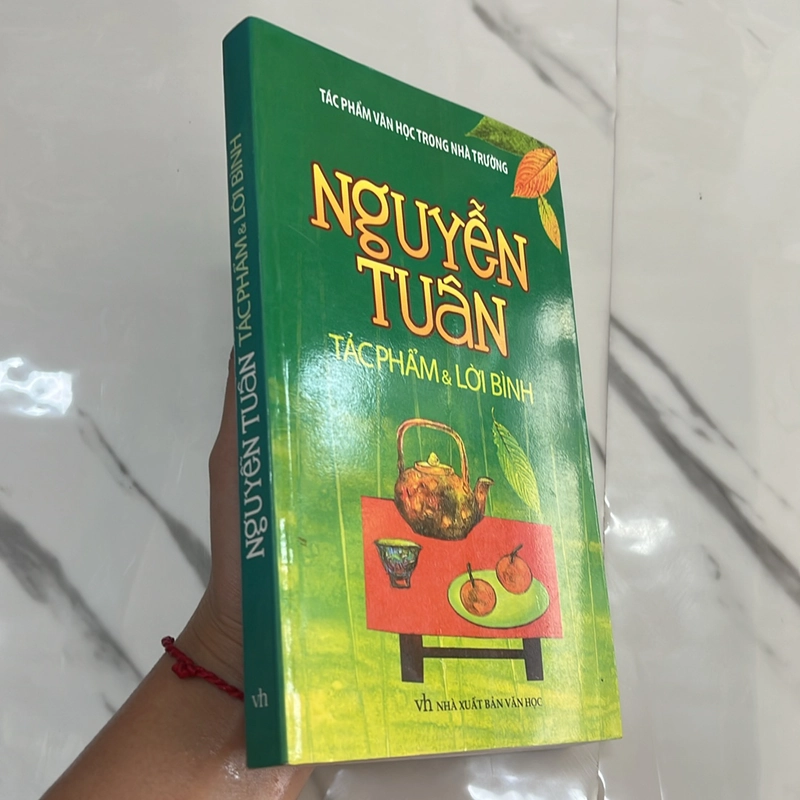 TÁC PHẨM VĂN HỌC TRONG NHÀ TRƯỜNG
NGUYỄN
TUÂN
TÁC PHẨM & LỜI BÌNH
vh NHÀ XUẤT BẢN VĂN HỌC
NGUYỄN TUÂN TÁC PHẨM & LỜI BÌNH
vh